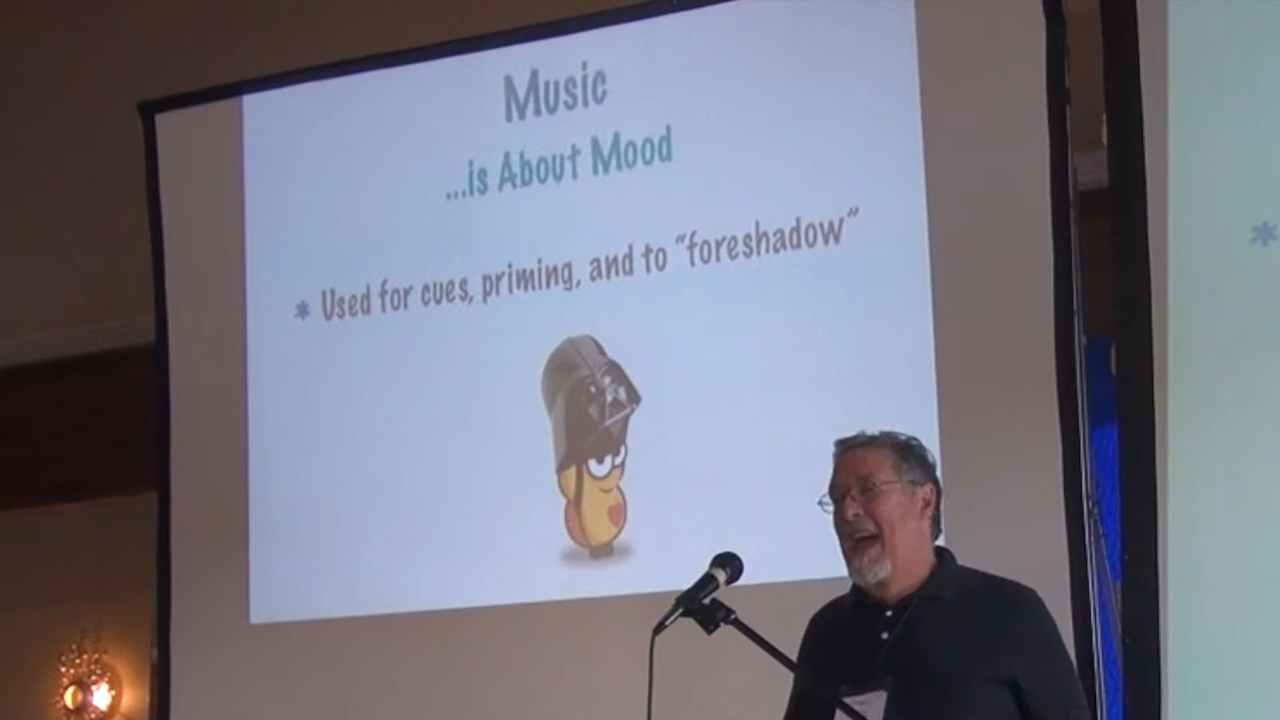 Music
...is About Mood
* Used for cues, priming, and to “foreshadow”
*